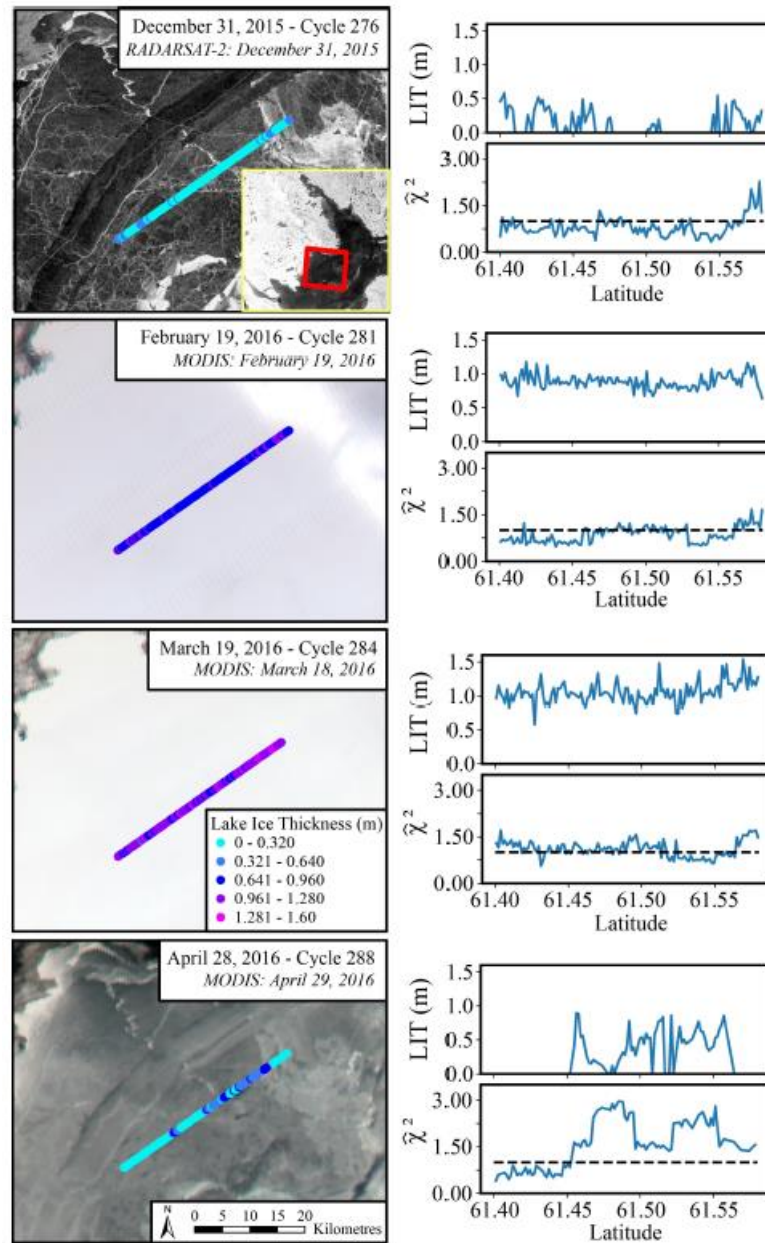 December 31, 2015 - Cycle 276
RADARSAT-2: December 31, 2015
LIT (m)
1.5
1.0
0.5
0.0
χ̂ 2
3.00
1.50
0.00
61.40 61.45 61.50 61.55
Latitude
February 19, 2016 - Cycle 281
MODIS: February 19, 2016
LIT (m)
1.5
1.0
0.5
0.0
χ̂ 2
3.00
1.50
0.00
61.40 61.45 61.50 61.55
Latitude
March 19, 2016 - Cycle 284
MODIS: March 18, 2016
Lake Ice Thickness (m)
0 - 0.320
0.321 - 0.640
0.641 - 0.960
0.961 - 1.280
1.281 - 1.60
LIT (m)
1.5
1.0
0.5
0.0
χ̂ 2
3.00
1.50
0.00
61.40 61.45 61.50 61.55
Latitude
April 28, 2016 - Cycle 288
MODIS: April 29, 2016
N
0 5 10 15 20
Kilometres
LIT (m)
1.5
1.0
0.5
0.0
χ̂ 2
3.00
1.50
0.00
61.40 61.45 61.50 61.55
Latitude